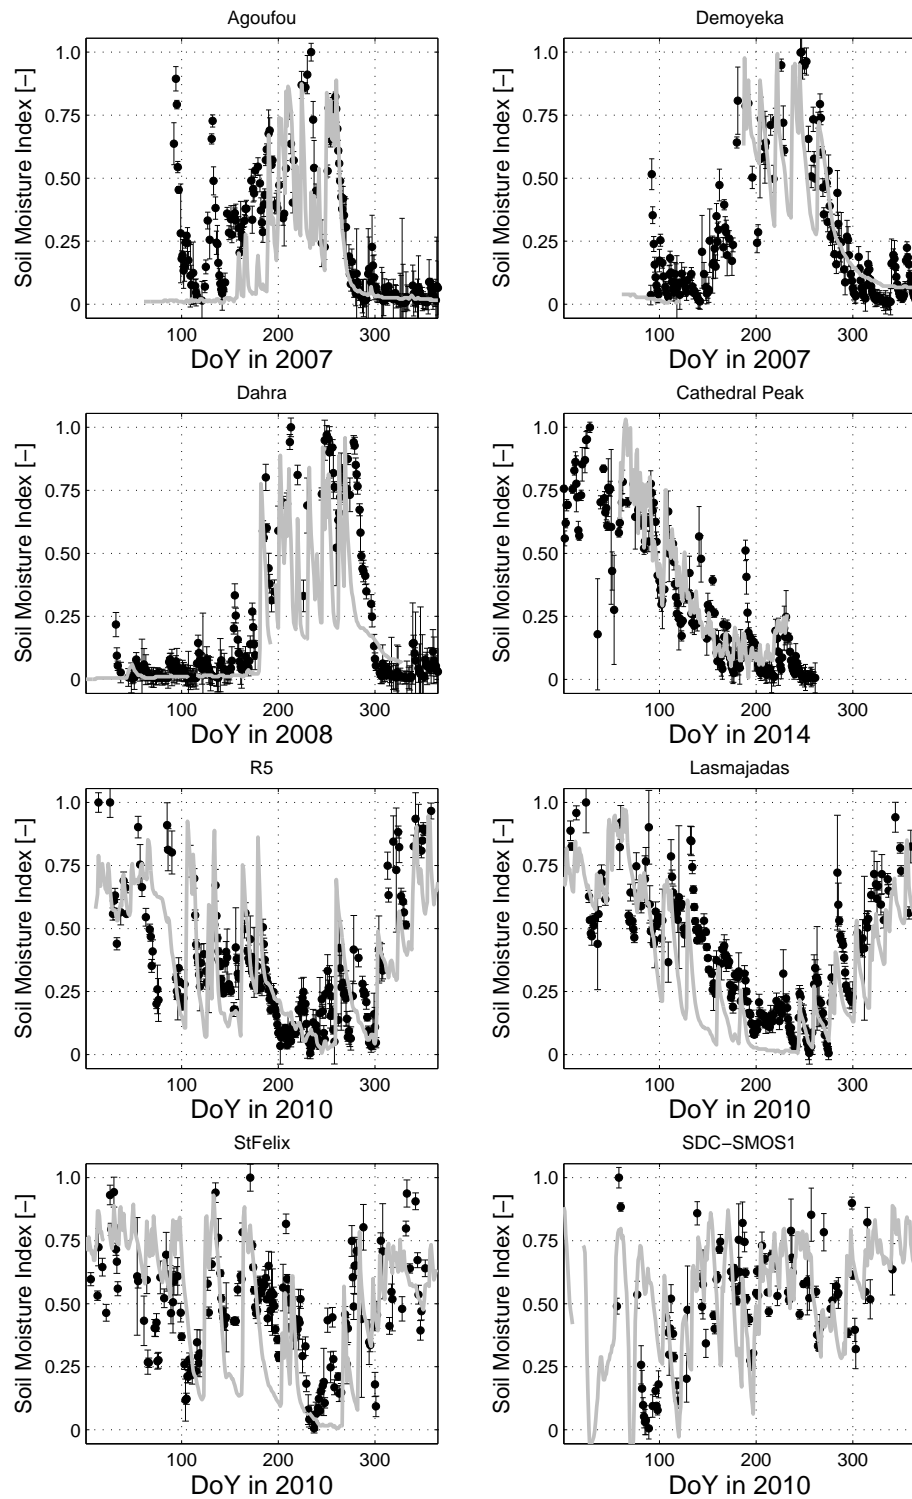 Agoufou
Soil Moisture Index [−]
1.0
0.75
0.50
0.25
0
100
200
300
DoY in 2007
Demoyeka
Soil Moisture Index [−]
1.0
0.75
0.50
0.25
0
100
200
300
DoY in 2007
Dahra
Soil Moisture Index [−]
1.0
0.75
0.50
0.25
0
100
200
300
DoY in 2008
Cathedral Peak
Soil Moisture Index [−]
1.0
0.75
0.50
0.25
0
100
200
300
DoY in 2014
R5
Soil Moisture Index [−]
1.0
0.75
0.50
0.25
0
100
200
300
DoY in 2010
Lasmajadas
Soil Moisture Index [−]
1.0
0.75
0.50
0.25
0
100
200
300
DoY in 2010
StFelix
Soil Moisture Index [−]
1.0
0.75
0.50
0.25
0
100
200
300
DoY in 2010
SDC−SMOS1
Soil Moisture Index [−]
1.0
0.75
0.50
0.25
0
100
200
300
DoY in 2010